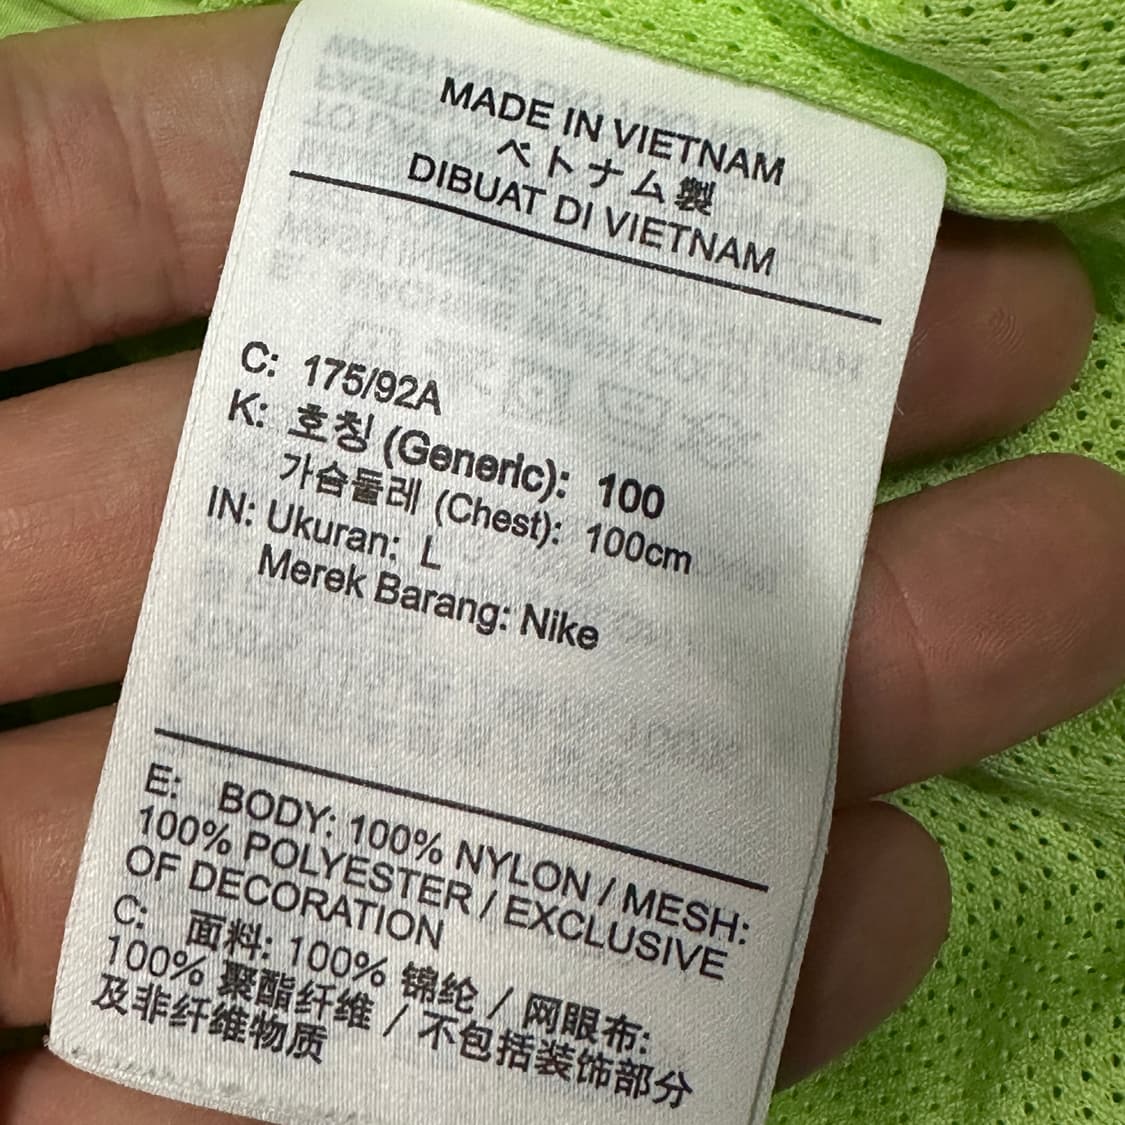 MADE IN VIETNAM
ベトナム製
DIBUAT DI VIETNAM
C: 175/92A
K: 호칭 (Generic): 100
가슴둘레 (Chest): 100cm
IN: Ukuran: L
Merek Barang: Nike
E: BODY: 100% NYLON / MESH:
100% POLYESTER / EXCLUSIVE
OF DECORATION
C: 面料: 100% 锦纶 / 网眼布:
100% 聚酯纤维 / 不包括装饰部分
及非纤维物质